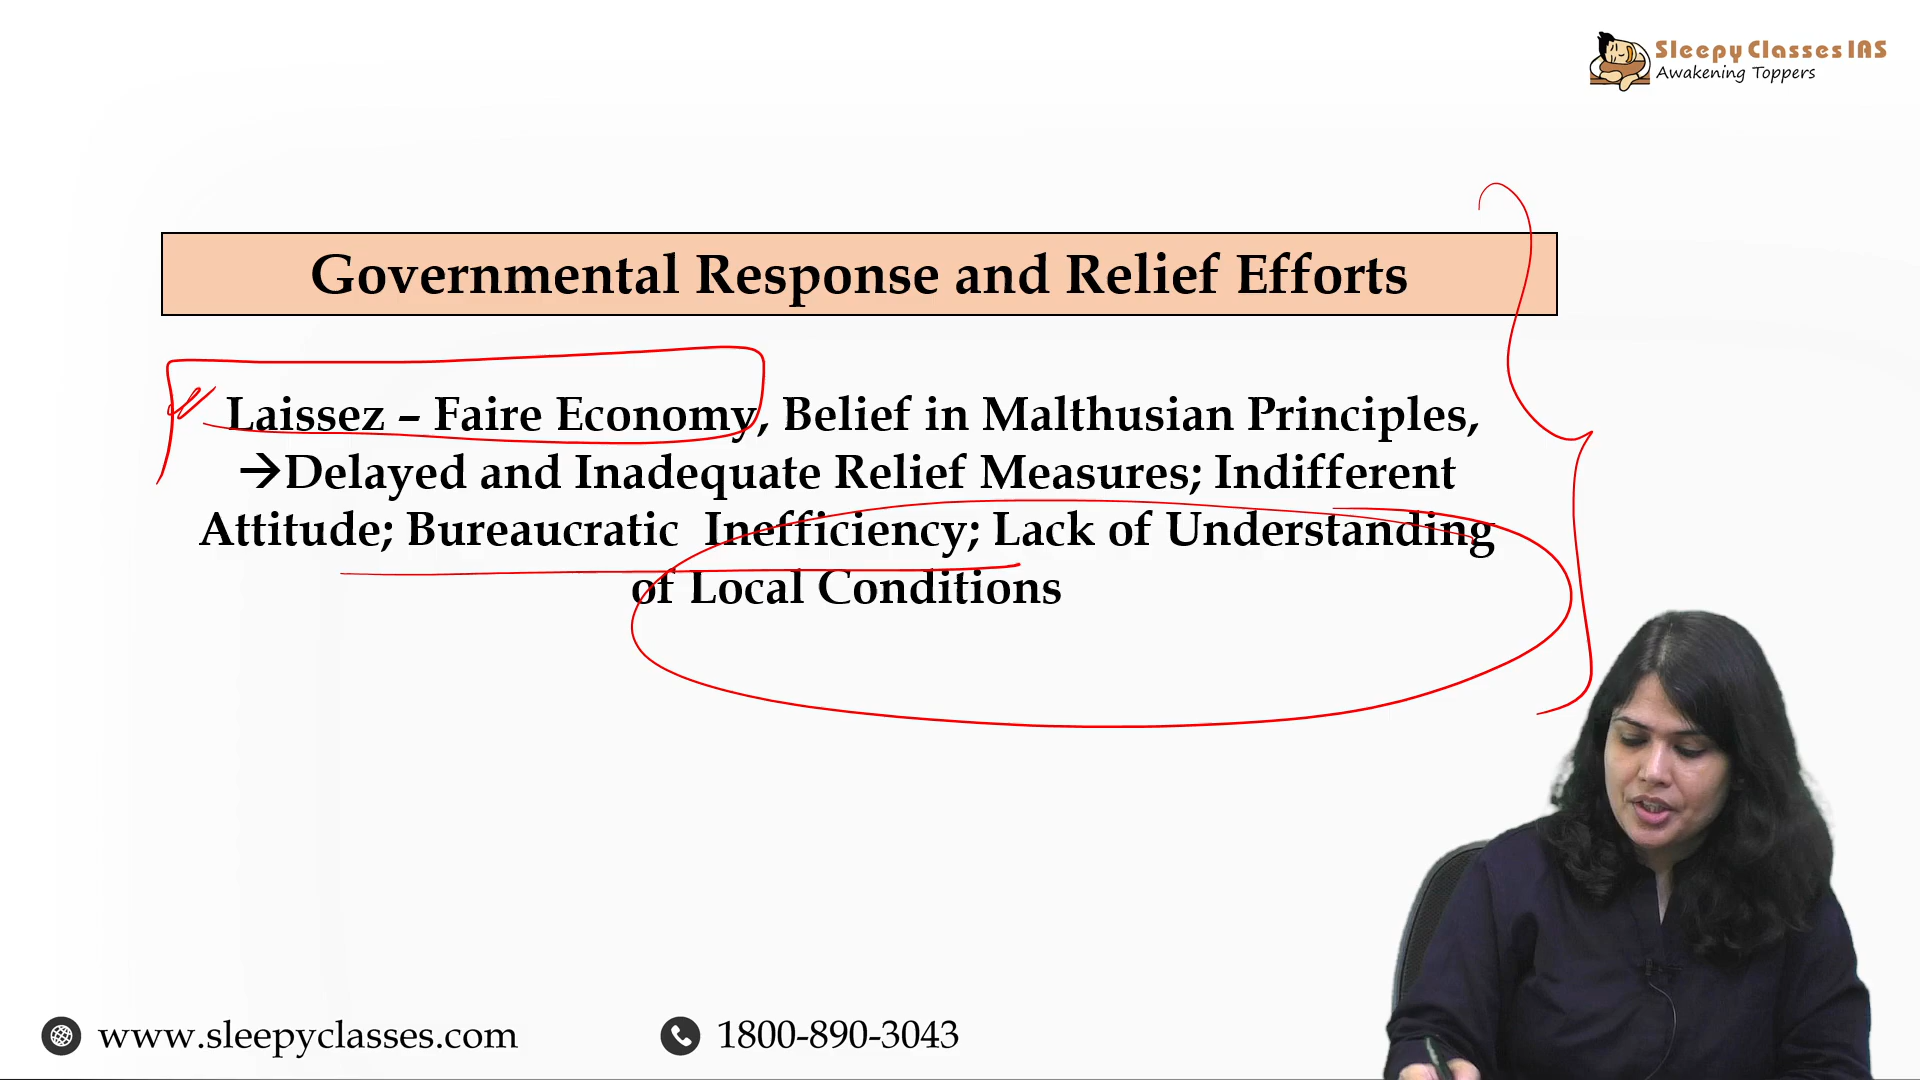 Sleepy Classes IAS
Awakening Toppers
Governmental Response and Relief Efforts
Laissez – Faire Economy, Belief in Malthusian Principles,
→Delayed and Inadequate Relief Measures; Indifferent
Attitude; Bureaucratic Inefficiency; Lack of Understanding
of Local Conditions
www.sleepyclasses.com
1800-890-3043